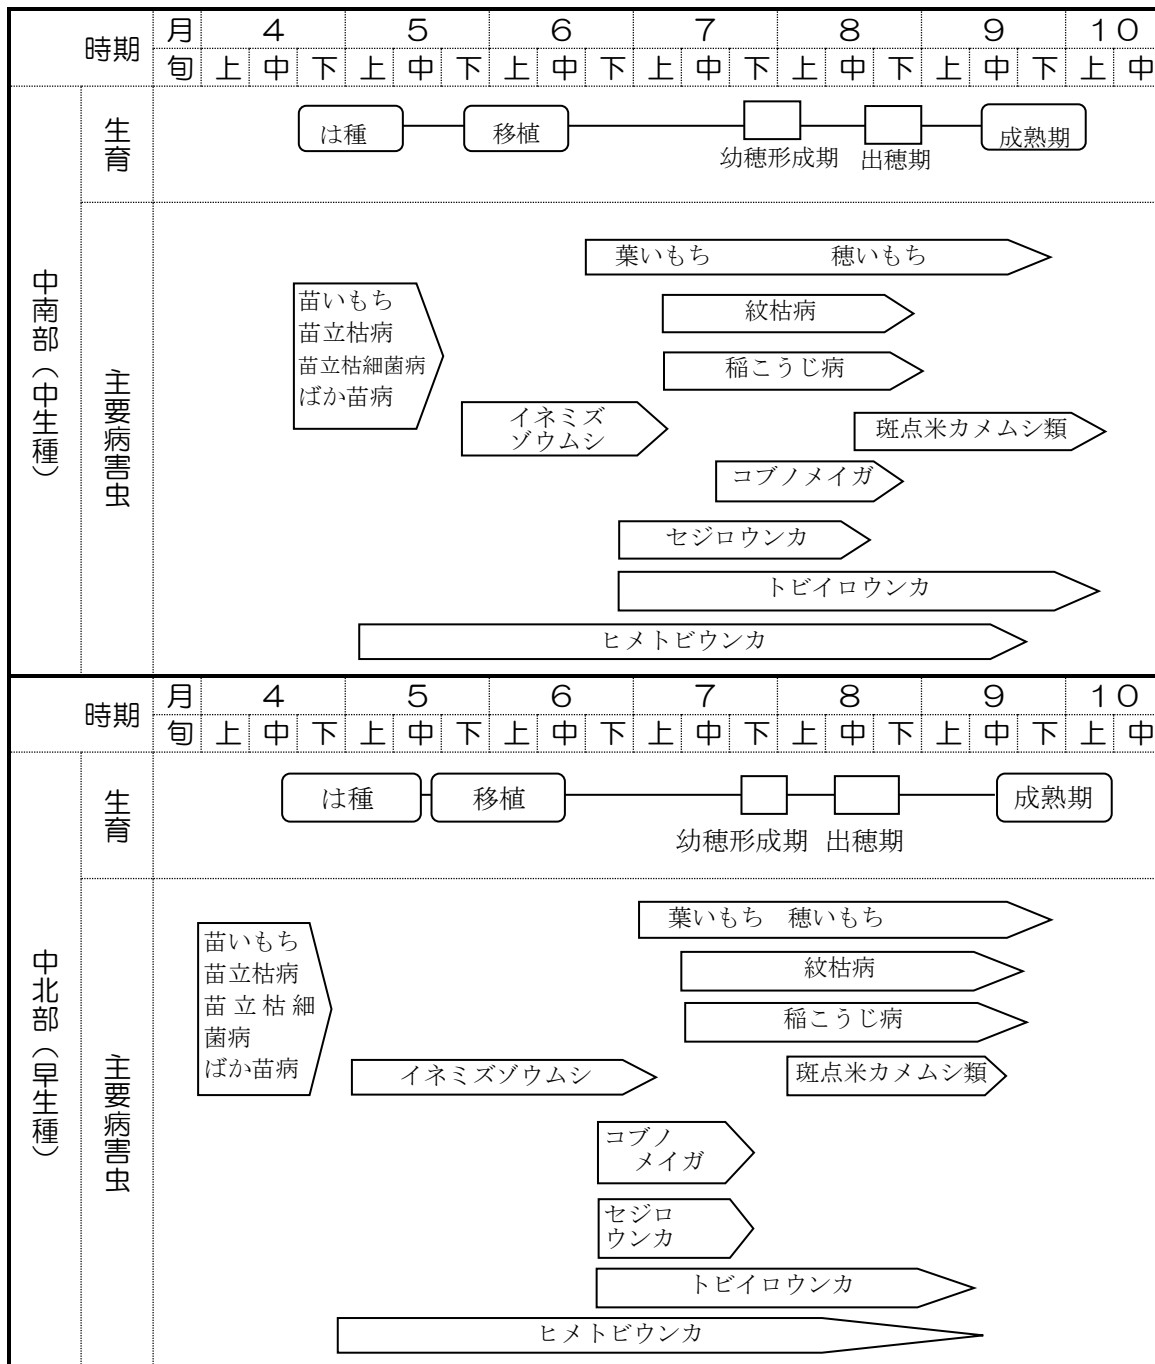 時期
月 4 5 6 7 8 9 10
旬 上 中 下 上 中 下 上 中 下 上 中 下 上 中 下 上 中 下 上 中
中南部（中生種）
生育
は種 移植 成熟期
幼穂形成期 出穂期
主要病害虫
葉いもち 穂いもち
苗いもち
苗立枯病
苗立枯細菌病
ばか苗病
紋枯病
稲こうじ病
イネミズ
ゾウムシ
斑点米カメムシ類
コブノメイガ
セジロウンカ
トビイロウンカ
ヒメトビウンカ
時期
月 4 5 6 7 8 9 10
旬 上 中 下 上 中 下 上 中 下 上 中 下 上 中 下 上 中 下 上 中
中北部（早生種）
生育
は種 移植 成熟期
幼穂形成期 出穂期
主要病害虫
葉いもち 穂いもち
苗いもち
苗立枯病
苗立枯細
菌病
ばか苗病
紋枯病
稲こうじ病
イネミズゾウムシ
斑点米カメムシ類
コブノ
メイガ
セジロ
ウンカ
トビイロウンカ
ヒメトビウンカ